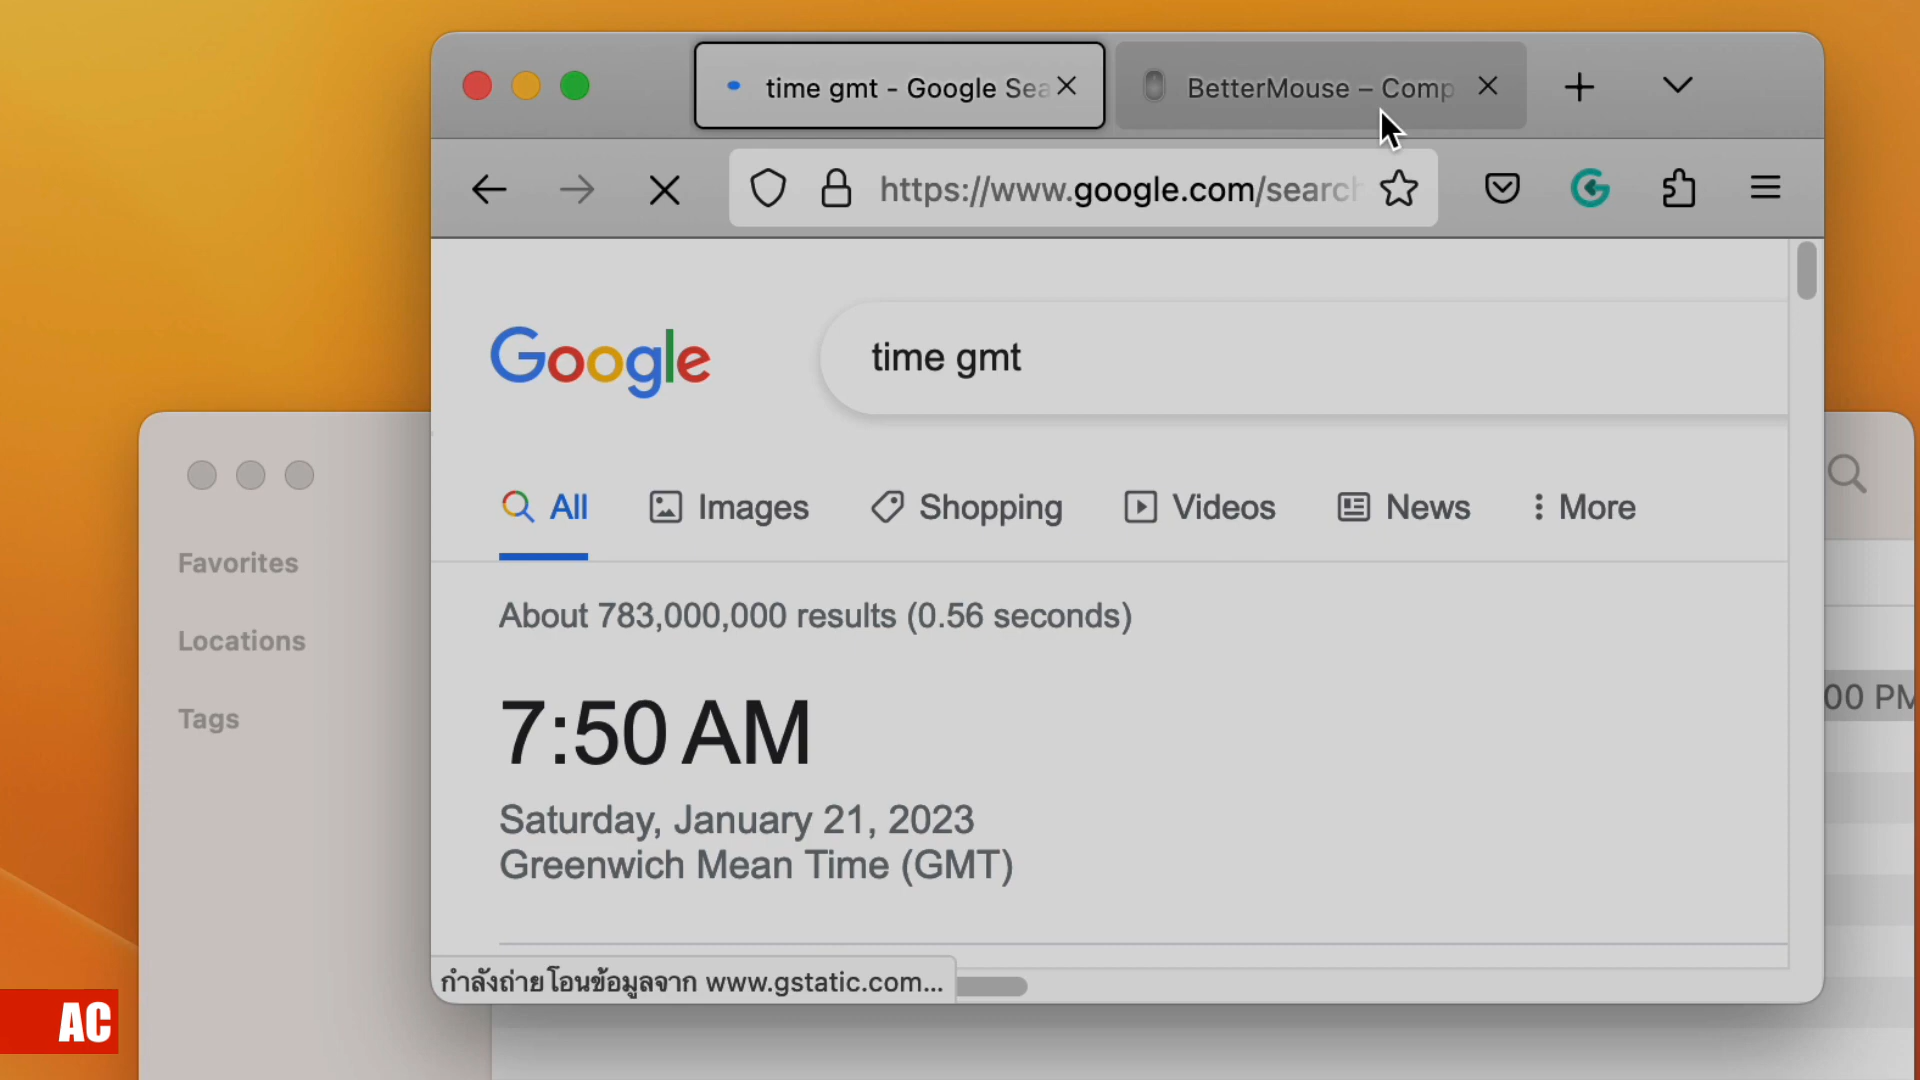 time gmt - Google Sea
BetterMouse – Comp
https://www.google.com/search
Google
time gmt
All
Images
Shopping
Videos
News
More
About 783,000,000 results (0.56 seconds)
7:50 AM
Saturday, January 21, 2023
Greenwich Mean Time (GMT)
กำลังถ่ายโอนข้อมูลจาก www.gstatic.com...
Favorites
Locations
Tags
00 PM
AC